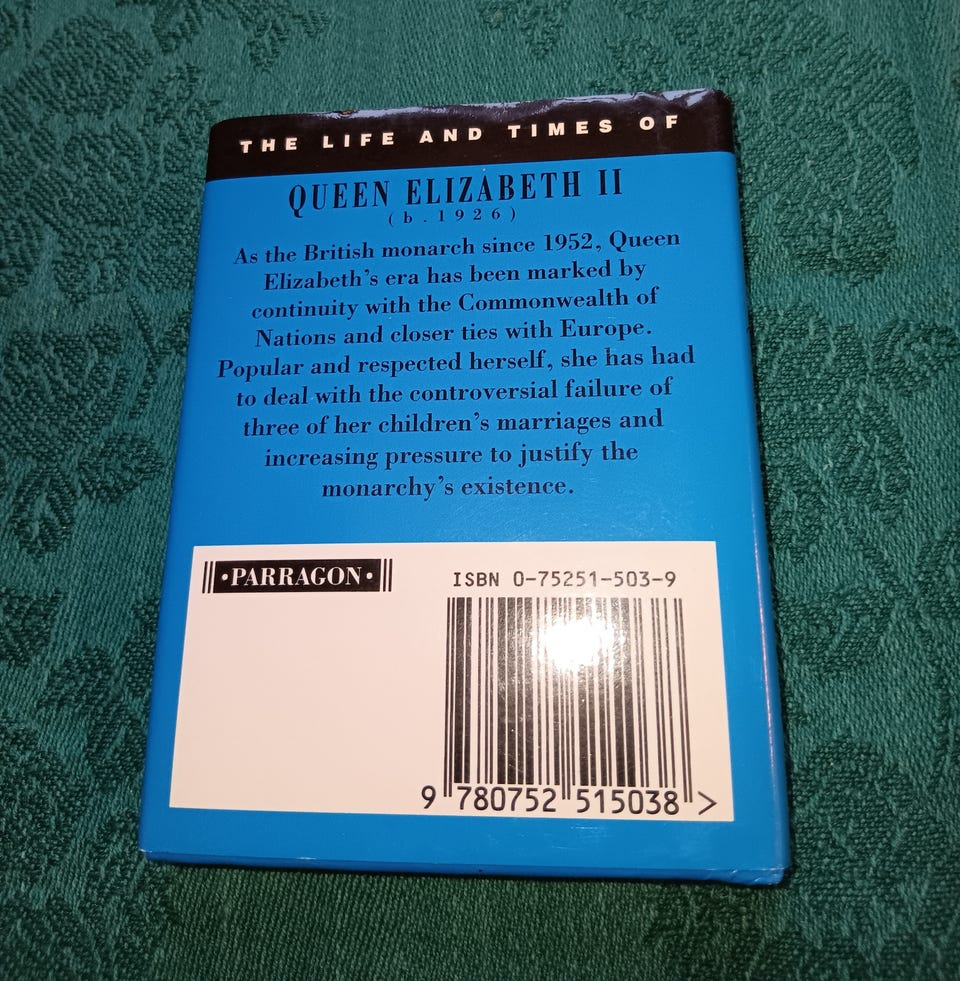 THE LIFE AND TIMES OF
QUEEN ELIZABETH II
(b. 1926)
As the British monarch since 1952, Queen
Elizabeth's era has been marked by
continuity with the Commonwealth of
Nations and closer ties with Europe.
Popular and respected herself, she has had
to deal with the controversial failure of
three of her children's marriages and
increasing pressure to justify the
monarchy's existence.
·PARRAGON·
ISBN 0-75251-503-9
9 780752 515038 >